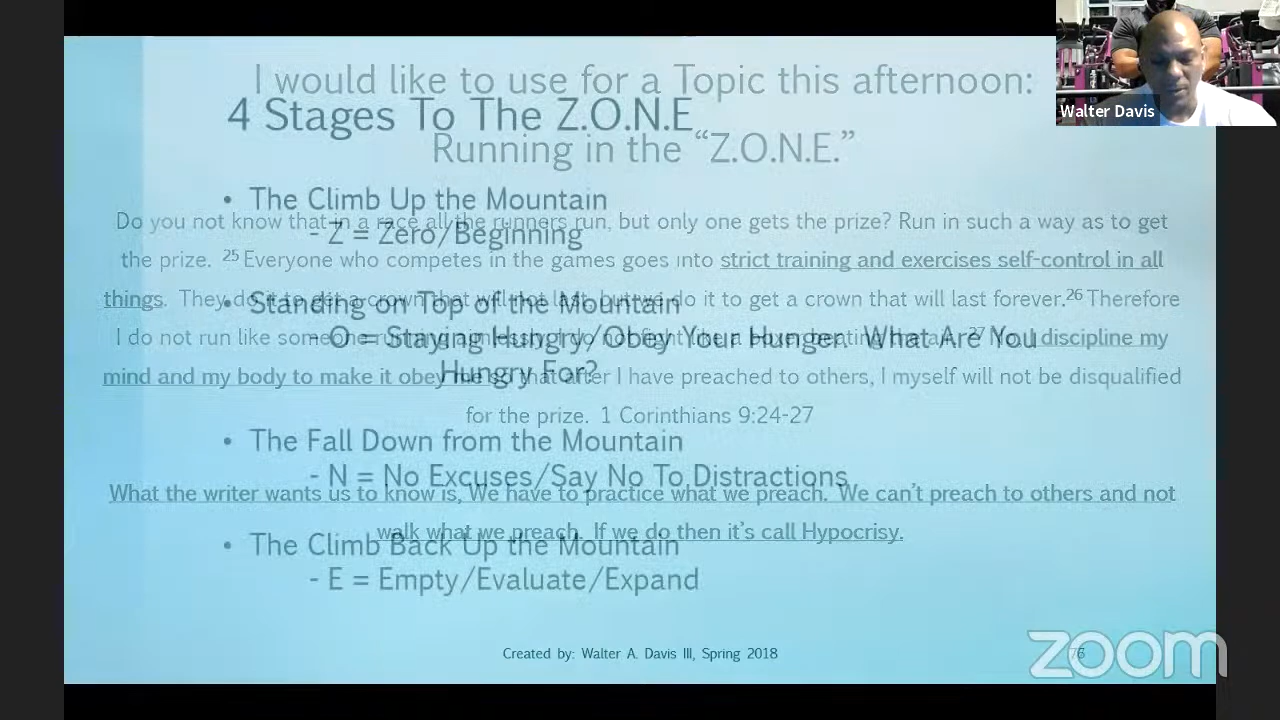 I would like to use for a Topic this afternoon:
4 Stages To The Z.O.N.E
Running in the “Z.O.N.E.”
Walter Davis
• The Climb Up the Mountain
Do you not know that in a race all the runners run, but only one gets the prize? Run in such a way as to get
- Z = Zero/Beginning
the prize. 25 Everyone who competes in the games goes into strict training and exercises self-control in all
• Standing on Top of the Mountain
things. They do it to get a crown that will not last, but we do it to get a crown that will last forever.26 Therefore
- O = Staying Hungry/Obey Your Hunger. What Are You
I do not run like someone running aimlessly; I do not fight like a boxer beating the air. 27 No, I discipline my
Hungry For?
mind and my body to make it obey me so that after I have preached to others, I myself will not be disqualified
for the prize. 1 Corinthians 9:24-27
• The Fall Down from the Mountain
- N = No Excuses/Say No To Distractions
What the writer wants us to know is, We have to practice what we preach. We can’t preach to others and not
walk what we preach. If we do then it’s call Hypocrisy.
• The Climb Back Up the Mountain
- E = Empty/Evaluate/Expand
Created by: Walter A. Davis III, Spring 2018
zoom